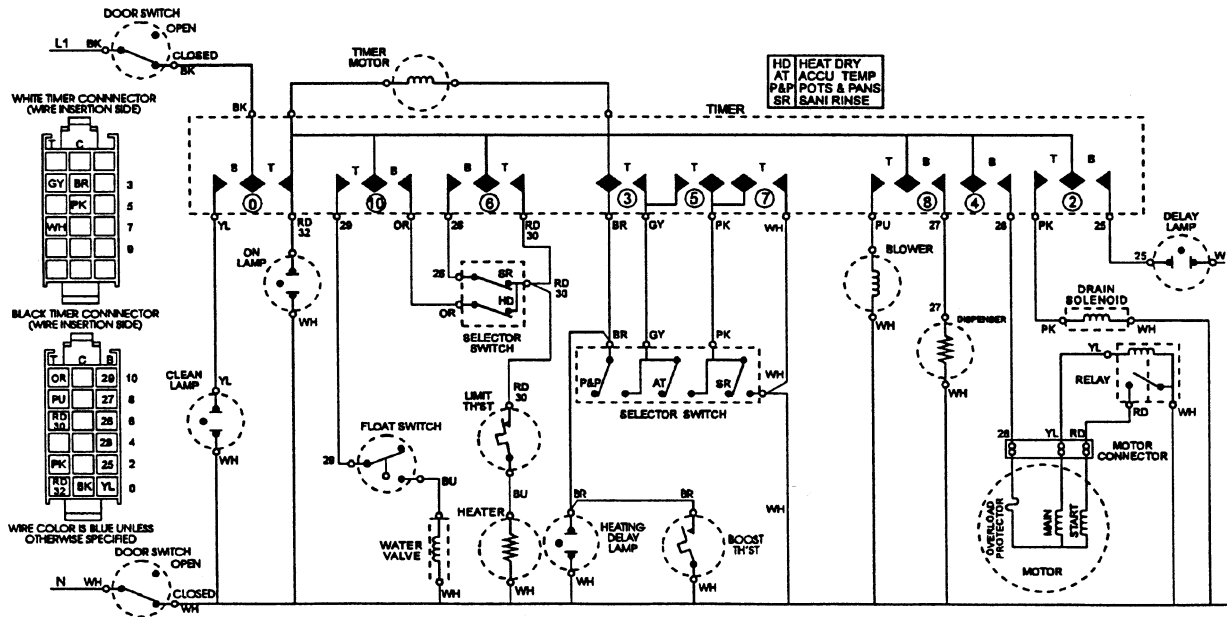 DOOR SWITCH
OPEN
L1 BK
CLOSED
BK
TIMER
MOTOR
HD HEAT DRY
AT ACCU TEMP
P&P POTS & PANS
SR SANI RINSE
WHITE TIMER CONNNECTOR
(WIRE INSERTION SIDE)
BK
TIMER
T C
GY BR 3
PK 5
WH 7
9
B T T B B T T T T T B B T B
0 10 6 3 5 7 8 4 2
YL RD 32 29 OR 28 RD 30 BR GY PK WH PU 27 26 PK 25
DELAY
LAMP
25 W
ON
LAMP
WH
28 SR RD 30
HD
OR
SELECTOR
SWITCH
BLOWER
WH
27
DISPENSER
WH
DRAIN
SOLENOID
PK WH
BLACK TIMER CONNNECTOR
(WIRE INSERTION SIDE)
T C B
OR 29 10
PU 27 8
RD 30 26 6
29 4
PK 25 2
RD 32 BK YL 0
WIRE COLOR IS BLUE UNLESS
OTHERWISE SPECIFIED
CLEAN
LAMP
YL
WH
FLOAT SWITCH
29
BU
WATER
VALVE
WH
RD 30
LIMIT
TH'ST
BU
HEATER
WH
BR GY PK
P&P AT SR
WH
SELECTOR SWITCH
BR BR
HEATING
DELAY
LAMP
WH
BOOST
TH'ST
WH
WH
YL
RELAY
RD WH
26 YL RD
MOTOR
CONNECTOR
OVERLOAD
PROTECTOR
MAIN
START
MOTOR
DOOR SWITCH
OPEN
N WH
CLOSED
WH